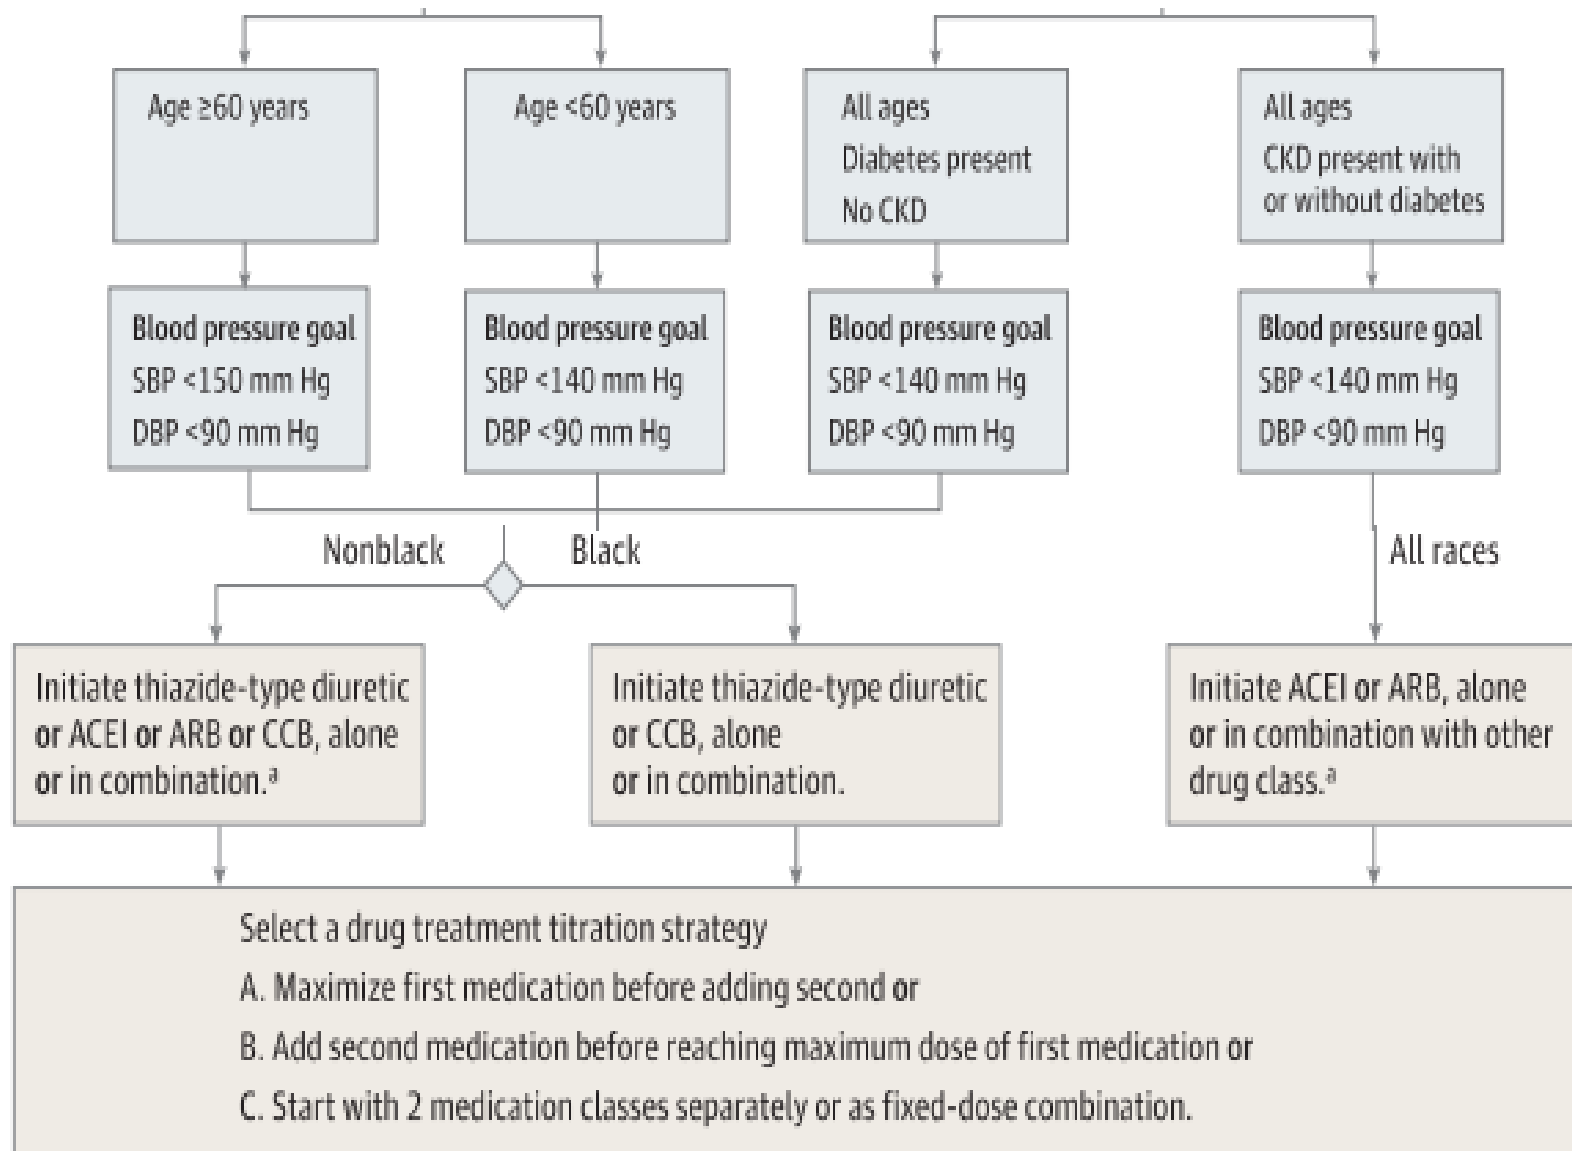 Age ≥60 years
Age <60 years
All ages
Diabetes present
No CKD
All ages
CKD present with
or without diabetes
Blood pressure goal
SBP <150 mm Hg
DBP <90 mm Hg
Blood pressure goal
SBP <140 mm Hg
DBP <90 mm Hg
Blood pressure goal
SBP <140 mm Hg
DBP <90 mm Hg
Blood pressure goal
SBP <140 mm Hg
DBP <90 mm Hg
Nonblack
Black
All races
Initiate thiazide-type diuretic
or ACEI or ARB or CCB, alone
or in combination.ᵃ
Initiate thiazide-type diuretic
or CCB, alone
or in combination.
Initiate ACEI or ARB, alone
or in combination with other
drug class.ᵃ
Select a drug treatment titration strategy
A. Maximize first medication before adding second or
B. Add second medication before reaching maximum dose of first medication or
C. Start with 2 medication classes separately or as fixed-dose combination.